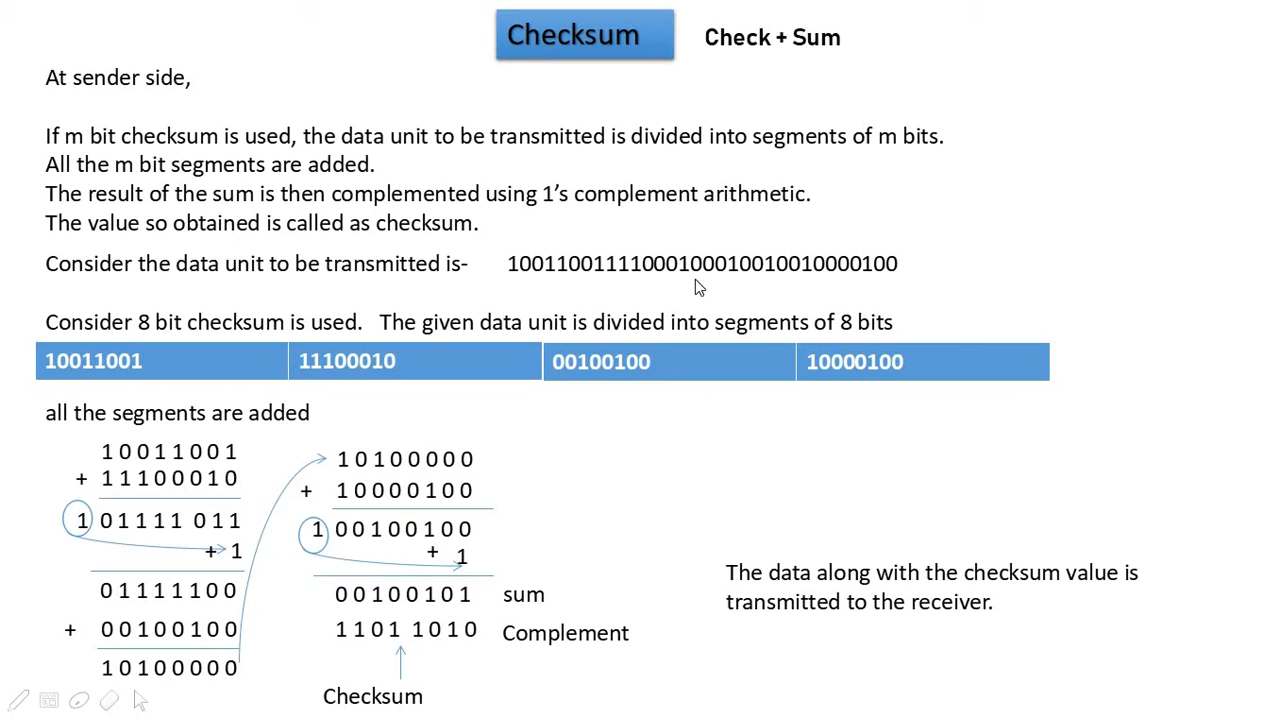 Checksum
Check + Sum
At sender side,
If m bit checksum is used, the data unit to be transmitted is divided into segments of m bits.
All the m bit segments are added.
The result of the sum is then complemented using 1's complement arithmetic.
The value so obtained is called as checksum.
Consider the data unit to be transmitted is- 10011001111000100010010010000100
Consider 8 bit checksum is used. The given data unit is divided into segments of 8 bits
10011001 11100010 00100100 10000100
all the segments are added
1 0 0 1 1 0 0 1
+ 1 1 1 0 0 0 1 0
1 0 1 1 1 1 0 1 1
+ 1
0 1 1 1 1 1 0 0
+ 0 0 1 0 0 1 0 0
1 0 1 0 0 0 0 0
1 0 1 0 0 0 0 0
+ 1 0 0 0 0 1 0 0
1 0 0 1 0 0 1 0 0
+ 1
0 0 1 0 0 1 0 1 sum
1 1 0 1 1 0 1 0 Complement
Checksum
The data along with the checksum value is
transmitted to the receiver.